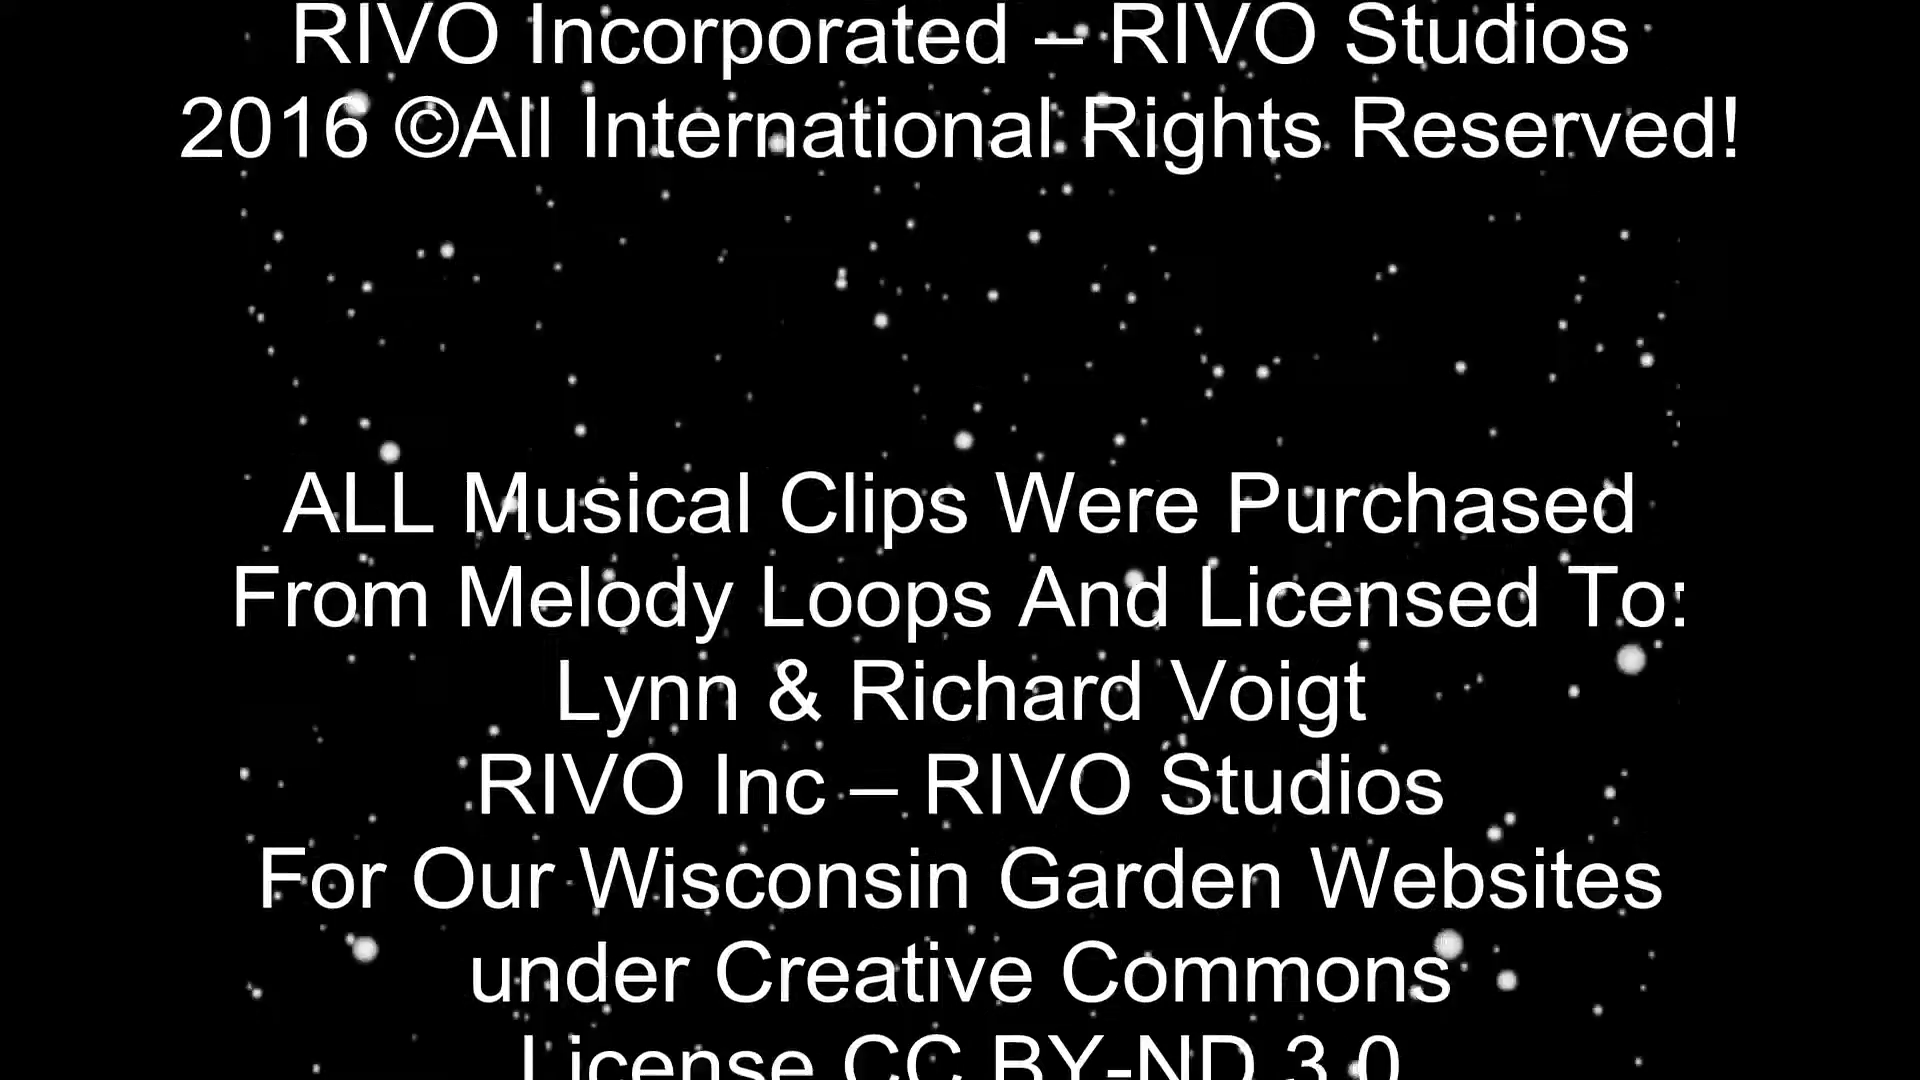 RIVO Incorporated – RIVO Studios
2016 ©All International Rights Reserved!
ALL Musical Clips Were Purchased
From Melody Loops And Licensed To:
Lynn & Richard Voigt
RIVO Inc – RIVO Studios
For Our Wisconsin Garden Websites
under Creative Commons
License CC BY-ND 3.0